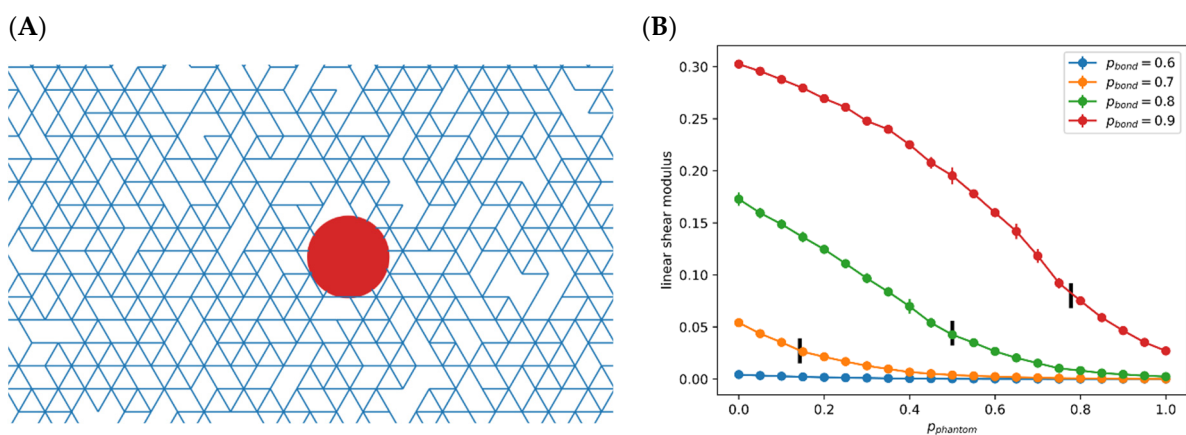 (A)
(B)
0.30
0.25
0.20
0.15
0.10
0.05
0.00
linear shear modulus
p_bond = 0.6
p_bond = 0.7
p_bond = 0.8
p_bond = 0.9
0.0 0.2 0.4 0.6 0.8 1.0
p_phantom